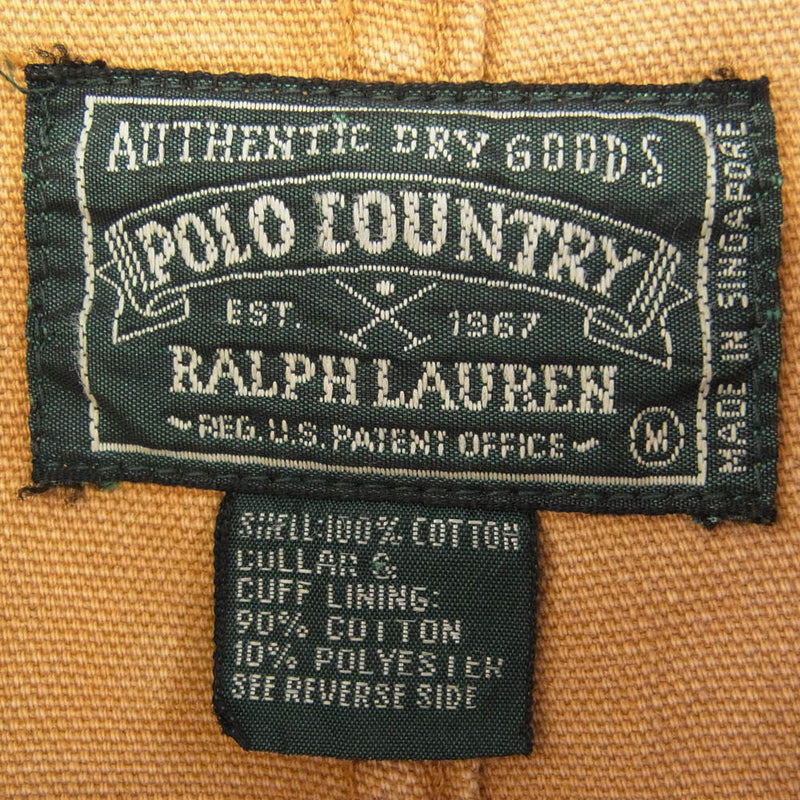 AUTHENTIC DRY GOODS
POLO COUNTRY
EST. 1967
RALPH LAUREN
REG. U.S. PATENT OFFICE
M
MADE IN SINGAPORE
SHELL:100% COTTON
COLLAR &
CUFF LINING:
90% COTTON
10% POLYESTER
SEE REVERSE SIDE